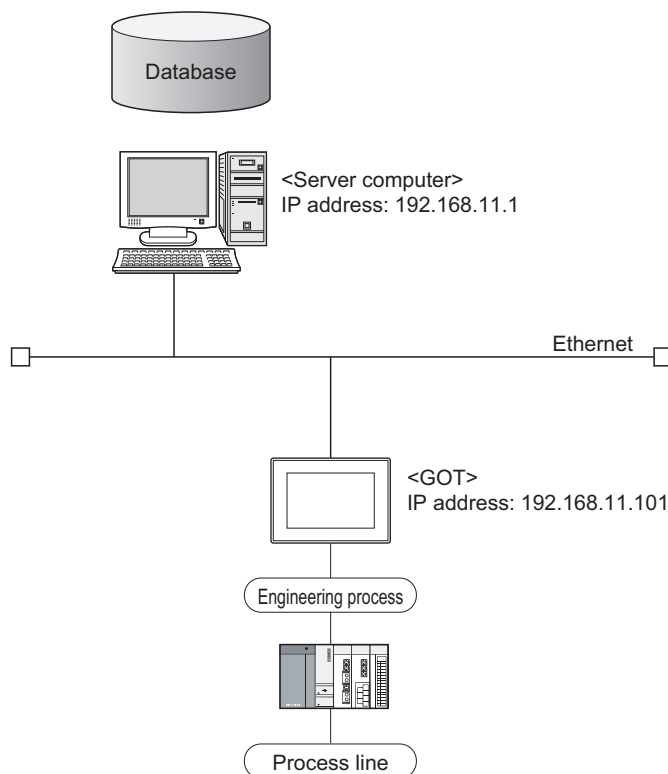 Database
<Server computer>
IP address: 192.168.11.1
Ethernet
<GOT>
IP address: 192.168.11.101
Engineering process
Process line